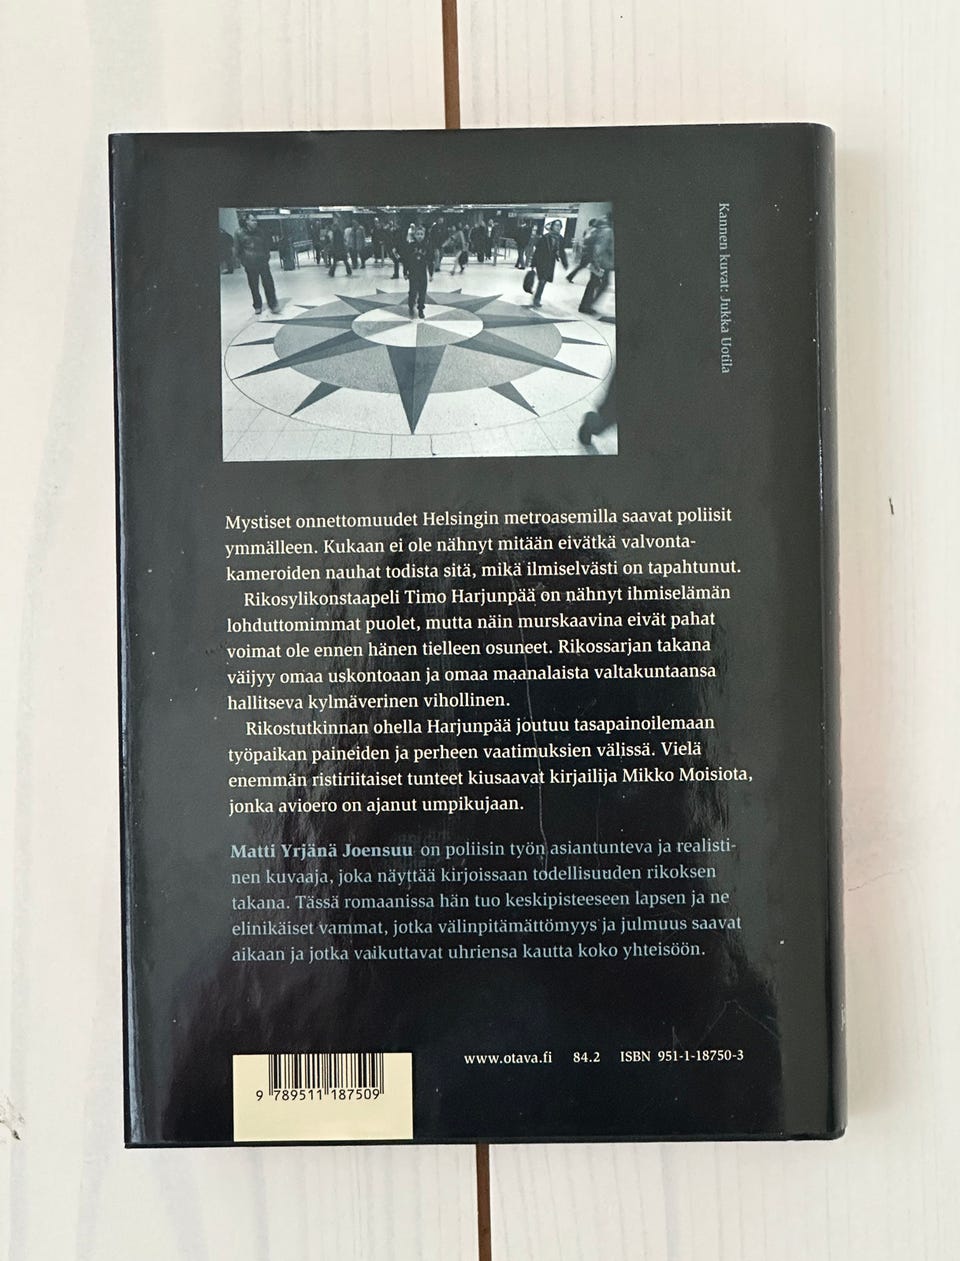 Kannen kuvat: Jukka Uotila
Mystiset onnettomuudet Helsingin metroasemilla saavat poliisit
ymmälleen. Kukaan ei ole nähnyt mitään eivätkä valvonta-
kameroiden nauhat todista sitä, mikä ilmiselvästi on tapahtunut.
Rikosylikonstaapeli Timo Harjunpää on nähnyt ihmiselämän
lohduttomimmat puolet, mutta näin murskaavina eivät pahat
voimat ole ennen hänen tielleen osuneet. Rikossarjan takana
väijyy omaa uskontoaan ja omaa maanalaista valtakuntaansa
hallitseva kylmäverinen vihollinen.
Rikostutkinnan ohella Harjunpää joutuu tasapainoilemaan
työpaikan paineiden ja perheen vaatimuksien välissä. Vielä
enemmän ristiriitaiset tunteet kiusaavat kirjailija Mikko Moisiota,
jonka avioero on ajanut umpikujaan.
Matti Yrjänä Joensuu on poliisin työn asiantunteva ja realisti-
nen kuvaaja, joka näyttää kirjoissaan todellisuuden rikoksen
takana. Tässä romaanissa hän tuo keskipisteeseen lapsen ja ne
elinikäiset vammat, jotka välinpitämättömyys ja julmuus saavat
aikaan ja jotka vaikuttavat uhriensa kautta koko yhteisöön.
www.otava.fi 84.2 ISBN 951-1-18750-3
9 789511 187509